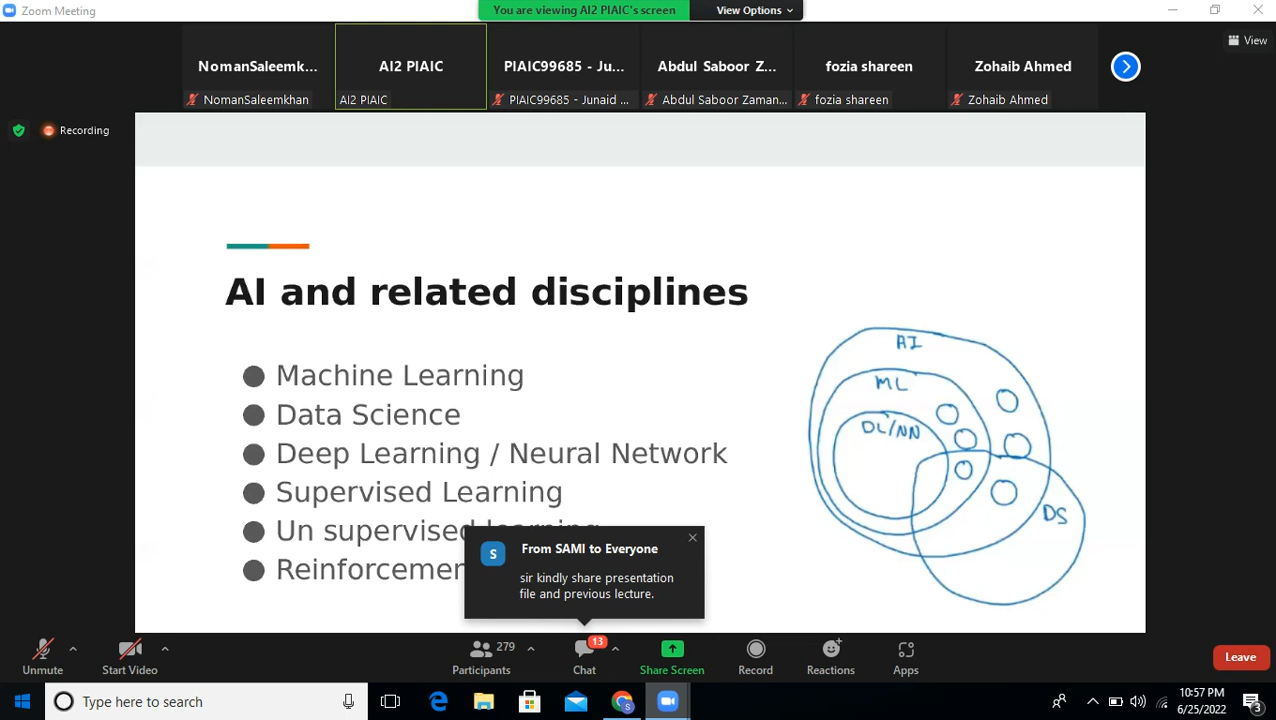 Zoom Meeting
You are viewing AI2 PIAIC's screen
View Options
NomanSaleemk...
AI2 PIAIC
PIAIC99685 - Ju...
Abdul Saboor Z...
fozia shareen
Zohaib Ahmed
View
NomanSaleemkhan
AI2 PIAIC
PIAIC99685 - Junaid ...
Abdul Saboor Zaman...
fozia shareen
Zohaib Ahmed
Recording
AI and related disciplines
● Machine Learning
● Data Science
● Deep Learning / Neural Network
● Supervised Learning
● Un supervised learning
● Reinforcemen
AI
ML
DL/NN
DS
S
From SAMI to Everyone
sir kindly share presentation
file and previous lecture.
279
13
Unmute
Start Video
Participants
Chat
Share Screen
Record
Reactions
Apps
Leave
Type here to search
10:57 PM
6/25/2022
3